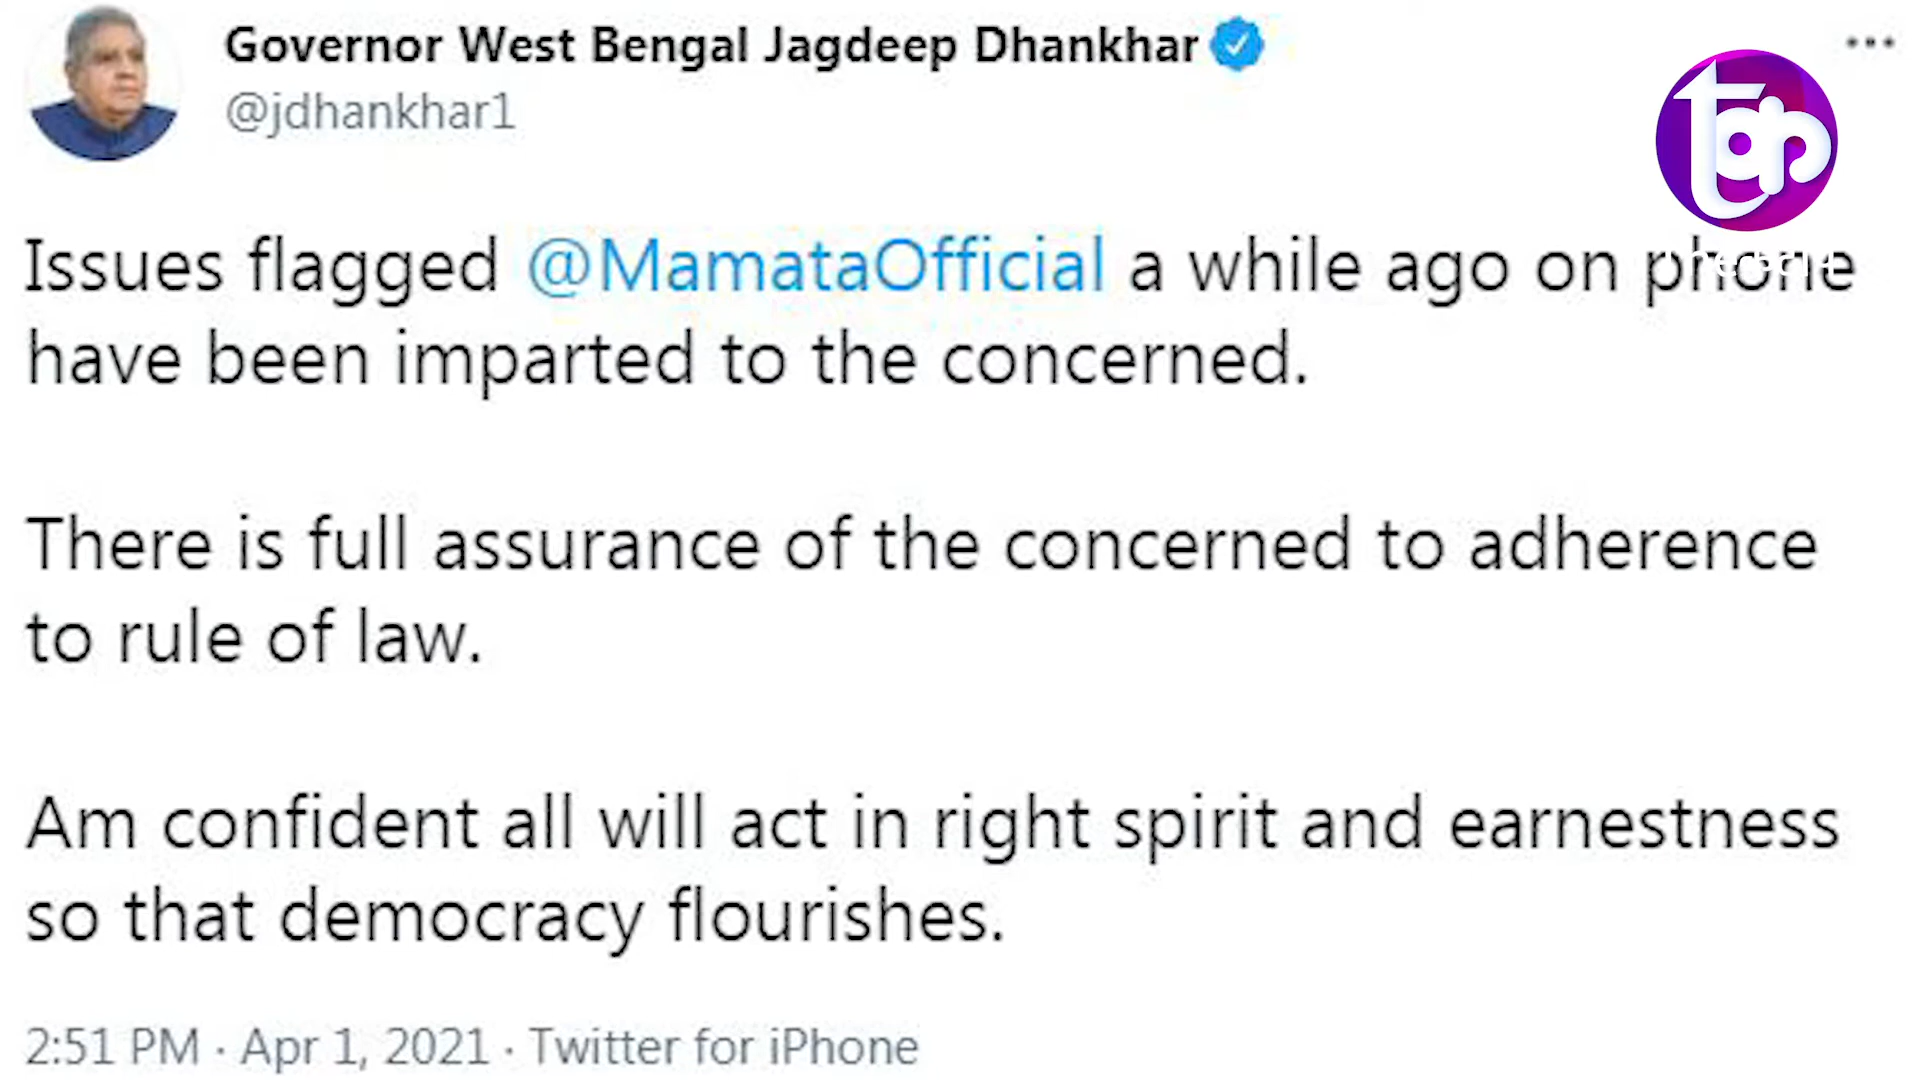 Governor West Bengal Jagdeep Dhankhar
@jdhankhar1
Issues flagged @MamataOfficial a while ago on phone
have been imparted to the concerned.
There is full assurance of the concerned to adherence
to rule of law.
Am confident all will act in right spirit and earnestness
so that democracy flourishes.
2:51 PM · Apr 1, 2021 · Twitter for iPhone